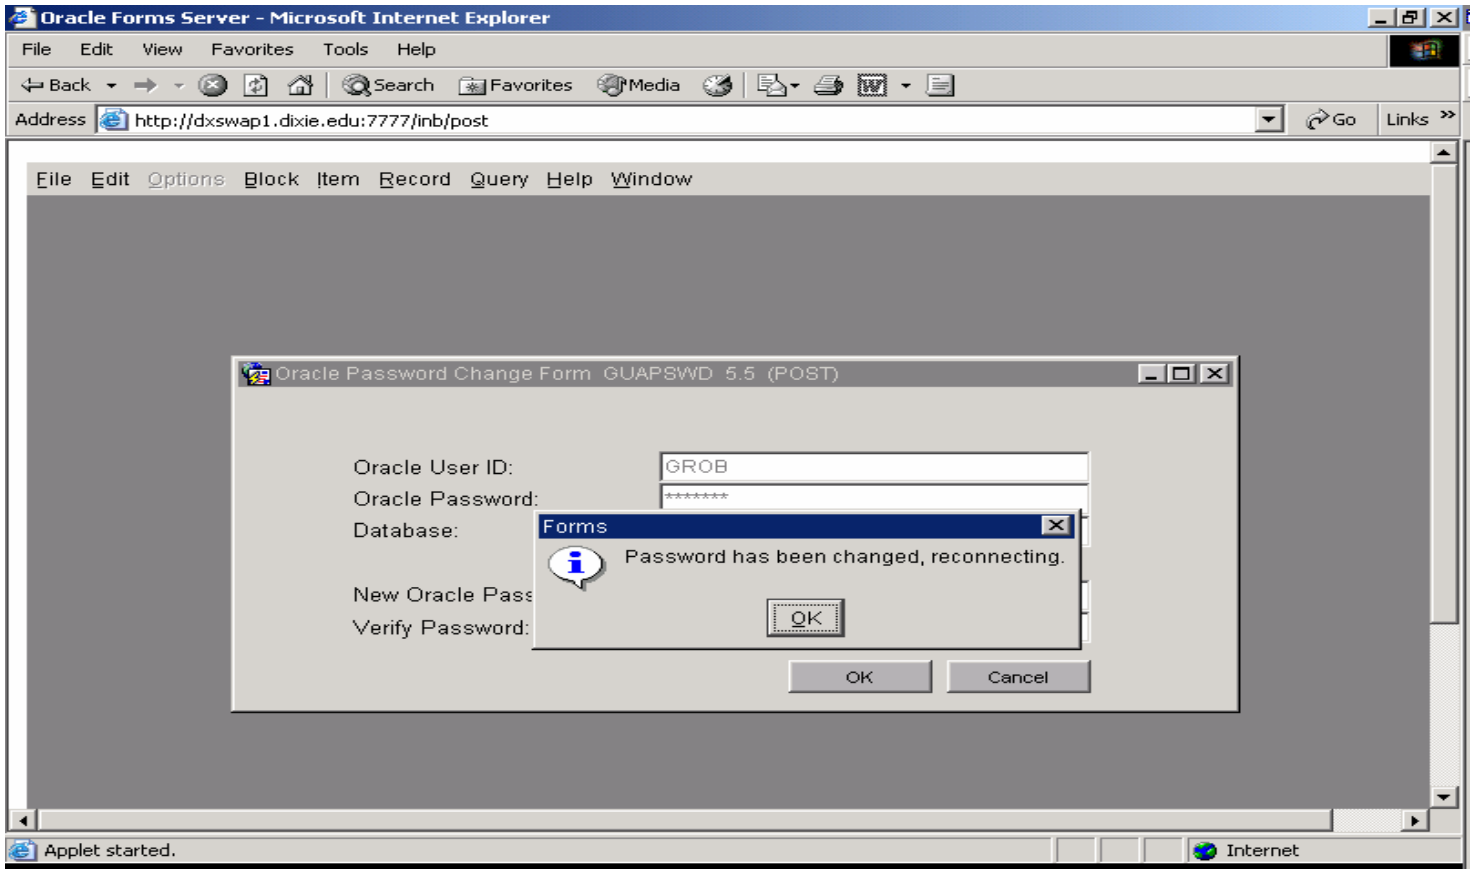 Oracle Forms Server - Microsoft Internet Explorer
File Edit View Favorites Tools Help
Back Search Favorites Media
Address http://dxswap1.dixie.edu:7777/inb/post Go Links »
File Edit Options Block Item Record Query Help Window
Oracle Password Change Form GUAPSWD 5.5 (POST)
Oracle User ID: GROB
Oracle Password: *******
Database:
Forms
Password has been changed, reconnecting.
OK
New Oracle Pass
Verify Password:
OK Cancel
Applet started. Internet